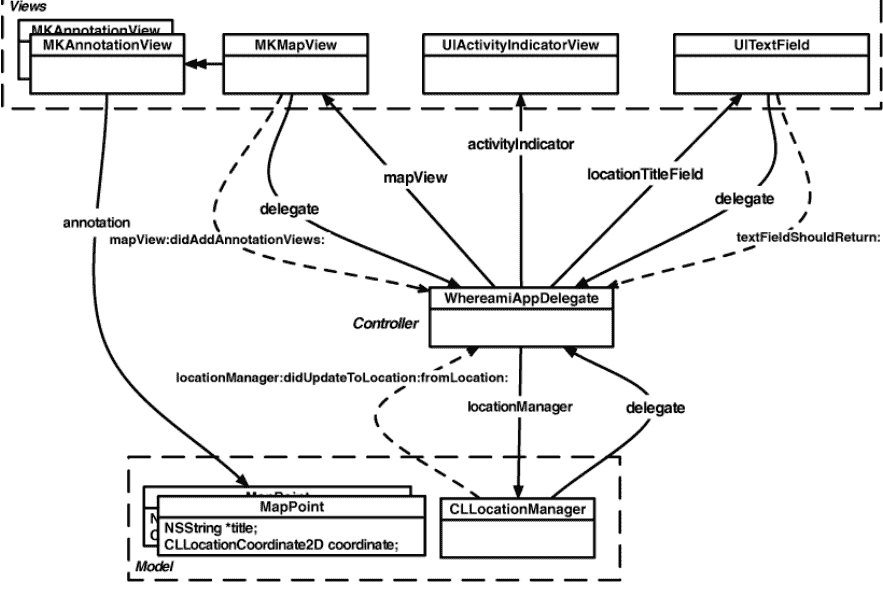 Views
MKAnnotationView
MKAnnotationView
MKMapView
UIActivityIndicatorView
UITextField
activityIndicator
mapView
locationTitleField
annotation
delegate
delegate
mapView:didAddAnnotationViews:
textFieldShouldReturn:
WhereamiAppDelegate
Controller
locationManager:didUpdateToLocation:fromLocation:
locationManager
delegate
MapPoint
MapPoint
CLLocationManager
NSString *title;
CLLocationCoordinate2D coordinate;
Model